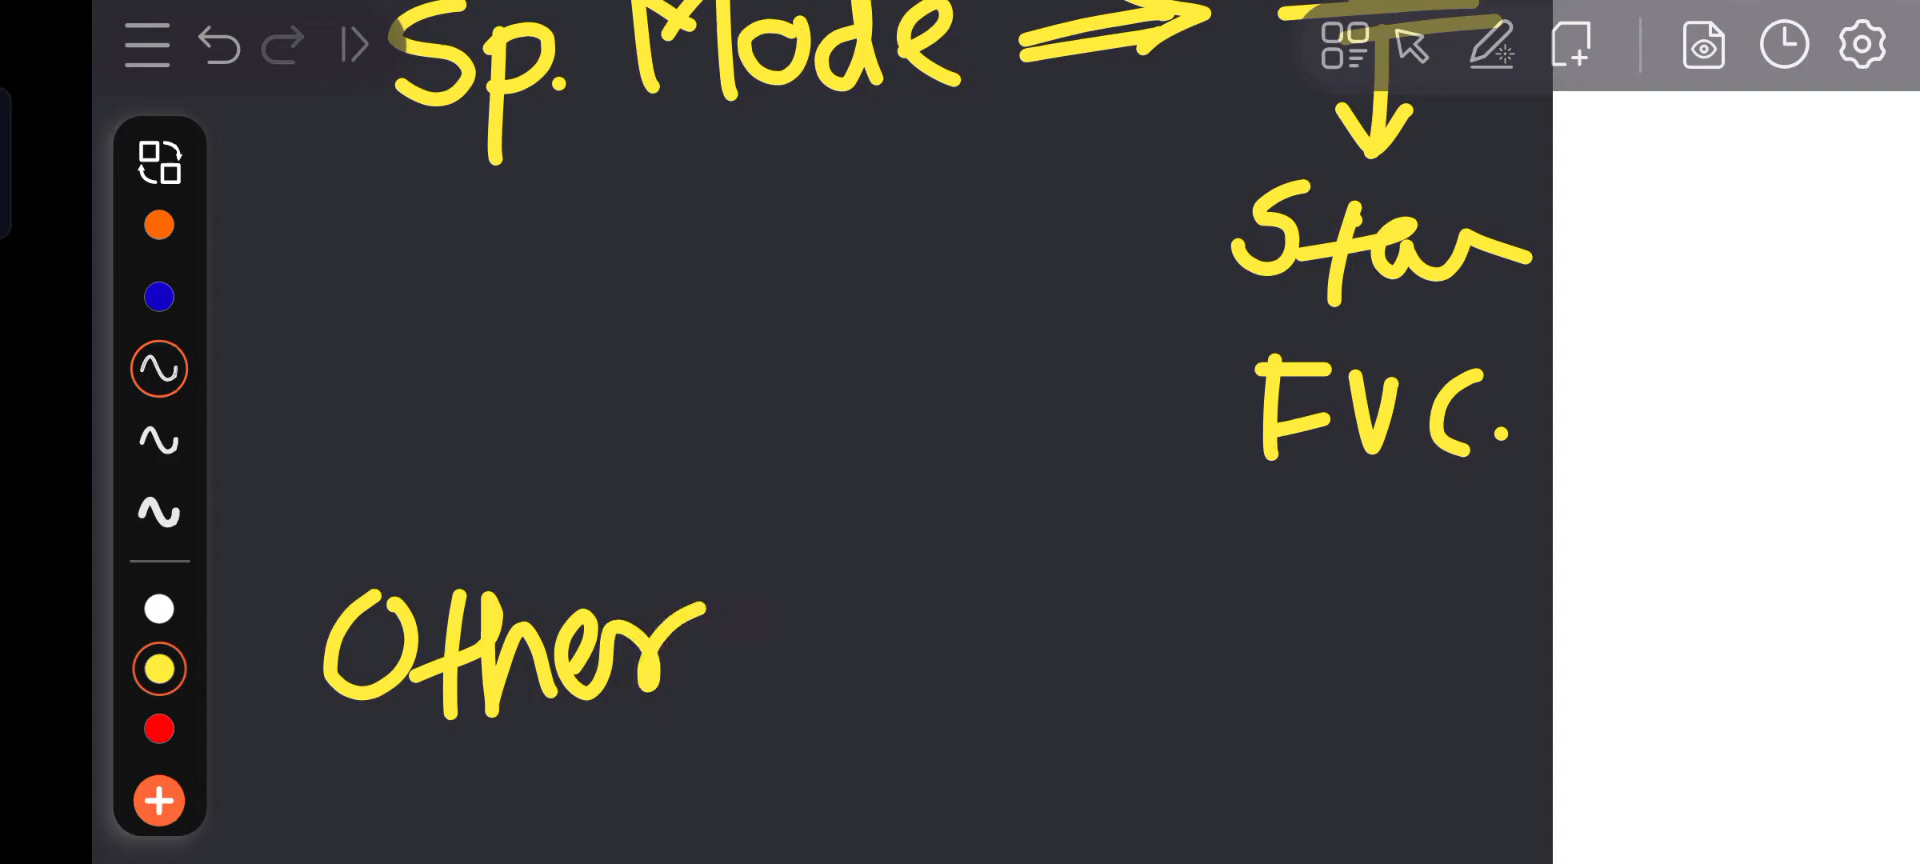 Sp. Mode ⇒
Star
FVC.
Other